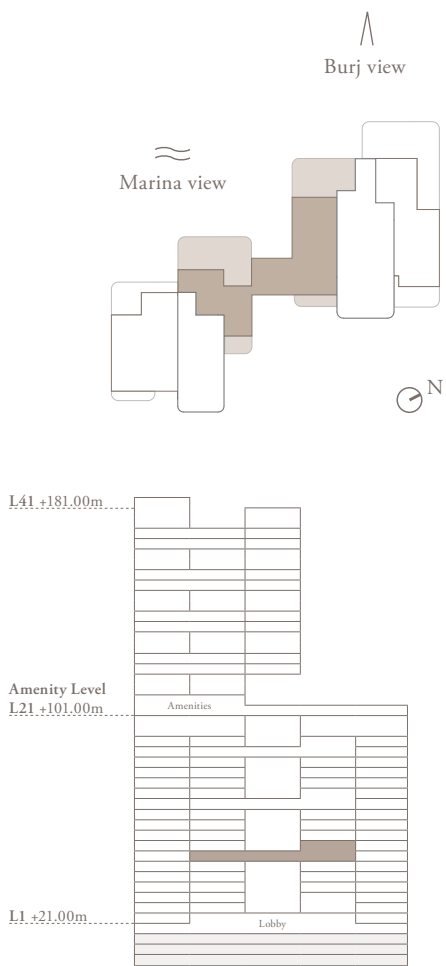 Burj view
Marina view
N
L41 +181.00m
Amenity Level
L21 +101.00m
Amenities
L1 +21.00m
Lobby